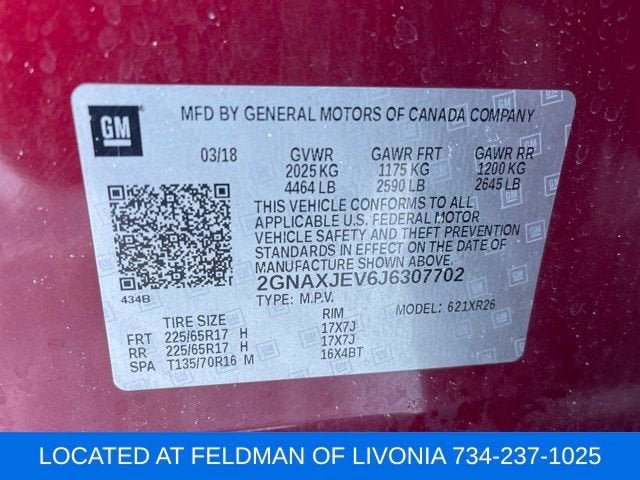 GM
MFD BY GENERAL MOTORS OF CANADA COMPANY
03/18 GVWR GAWR FRT GAWR RR
2025 KG 1175 KG 1200 KG
4464 LB 2590 LB 2645 LB
THIS VEHICLE CONFORMS TO ALL
APPLICABLE U.S. FEDERAL MOTOR
VEHICLE SAFETY AND THEFT PREVENTION
STANDARDS IN EFFECT ON THE DATE OF
MANUFACTURE SHOWN ABOVE.
2GNAXJEV6J6307702
434B
TYPE: M.P.V. MODEL: 621XR26
TIRE SIZE RIM
FRT 225/65R17 H 17X7J
RR 225/65R17 H 17X7J
SPA T135/70R16 M 16X4BT
LOCATED AT FELDMAN OF LIVONIA 734-237-1025